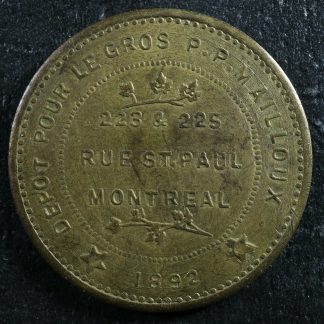 DEPOT POUR LE GROS P.P. MAILLOUX
223 & 225
RUE ST. PAUL
MONTREAL
1892